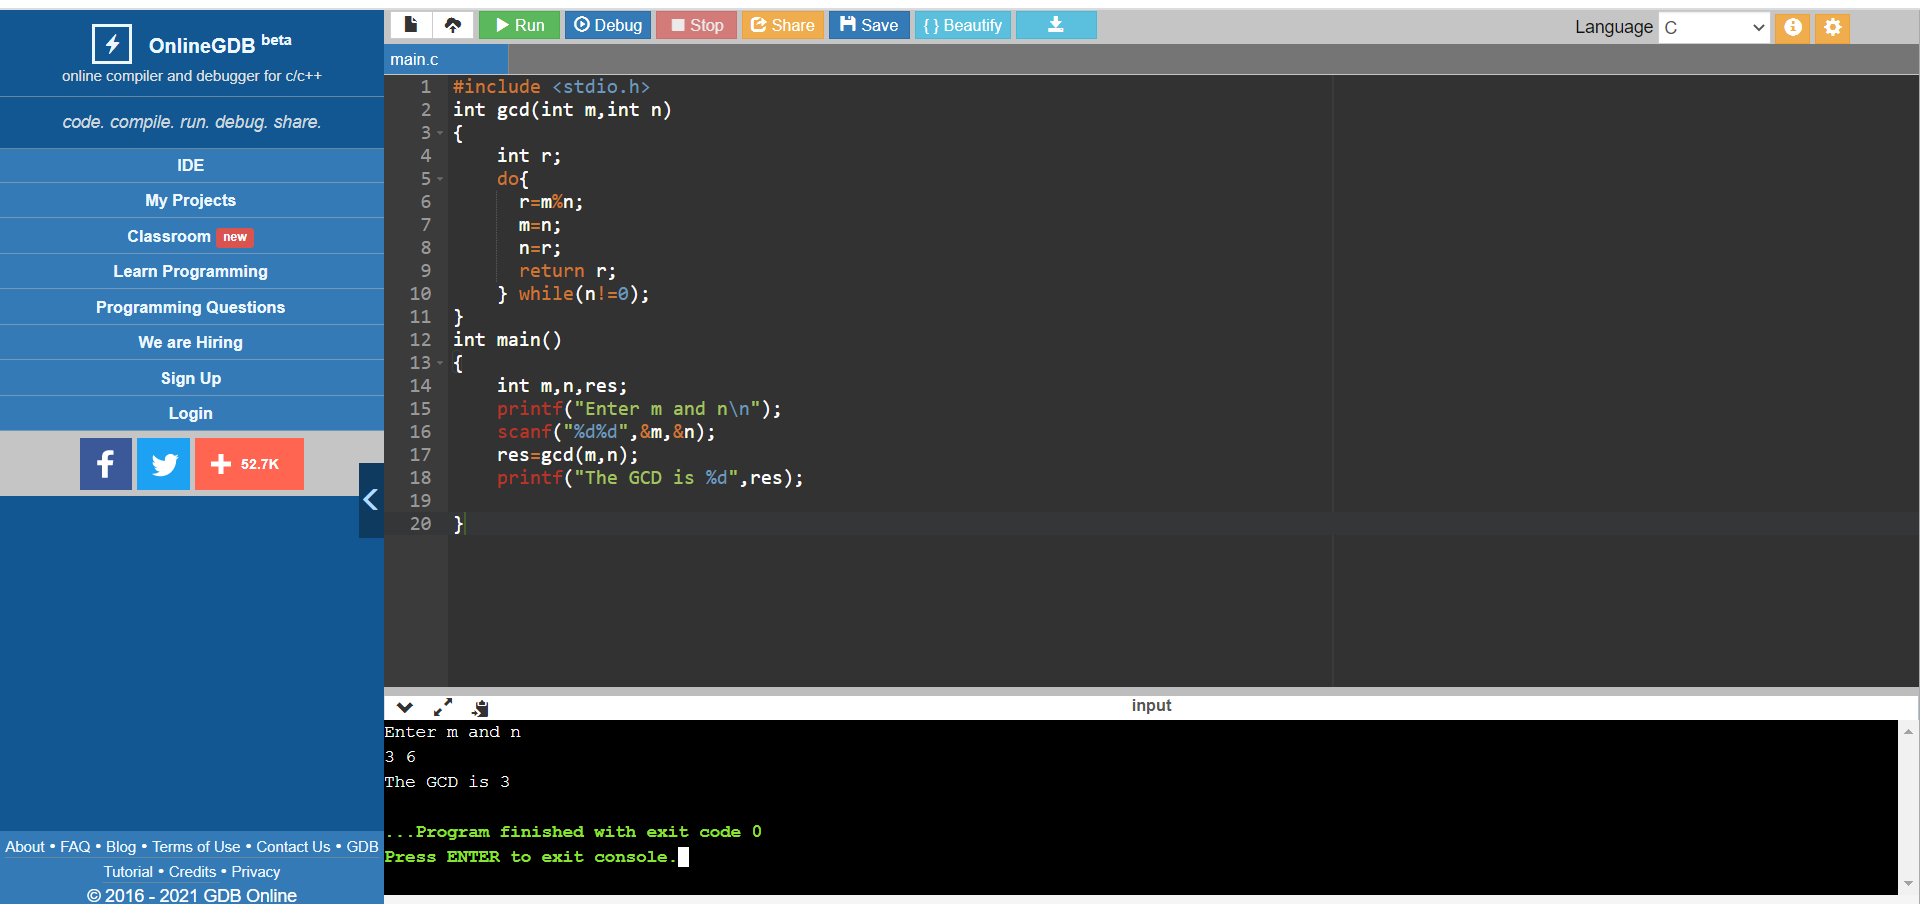 OnlineGDB beta
online compiler and debugger for c/c++
code. compile. run. debug. share.
IDE
My Projects
Classroom new
Learn Programming
Programming Questions
We are Hiring
Sign Up
Login
52.7K
About • FAQ • Blog • Terms of Use • Contact Us • GDB
Tutorial • Credits • Privacy
© 2016 - 2021 GDB Online
Run Debug Stop Share Save { } Beautify
Language C
main.c
1 #include <stdio.h>
2 int gcd(int m,int n)
3 {
4     int r;
5     do{
6       r=m%n;
7       m=n;
8       n=r;
9       return r;
10     } while(n!=0);
11 }
12 int main()
13 {
14     int m,n,res;
15     printf("Enter m and n\n");
16     scanf("%d%d",&m,&n);
17     res=gcd(m,n);
18     printf("The GCD is %d",res);
19
20 }
input
Enter m and n
3 6
The GCD is 3
...Program finished with exit code 0
Press ENTER to exit console.